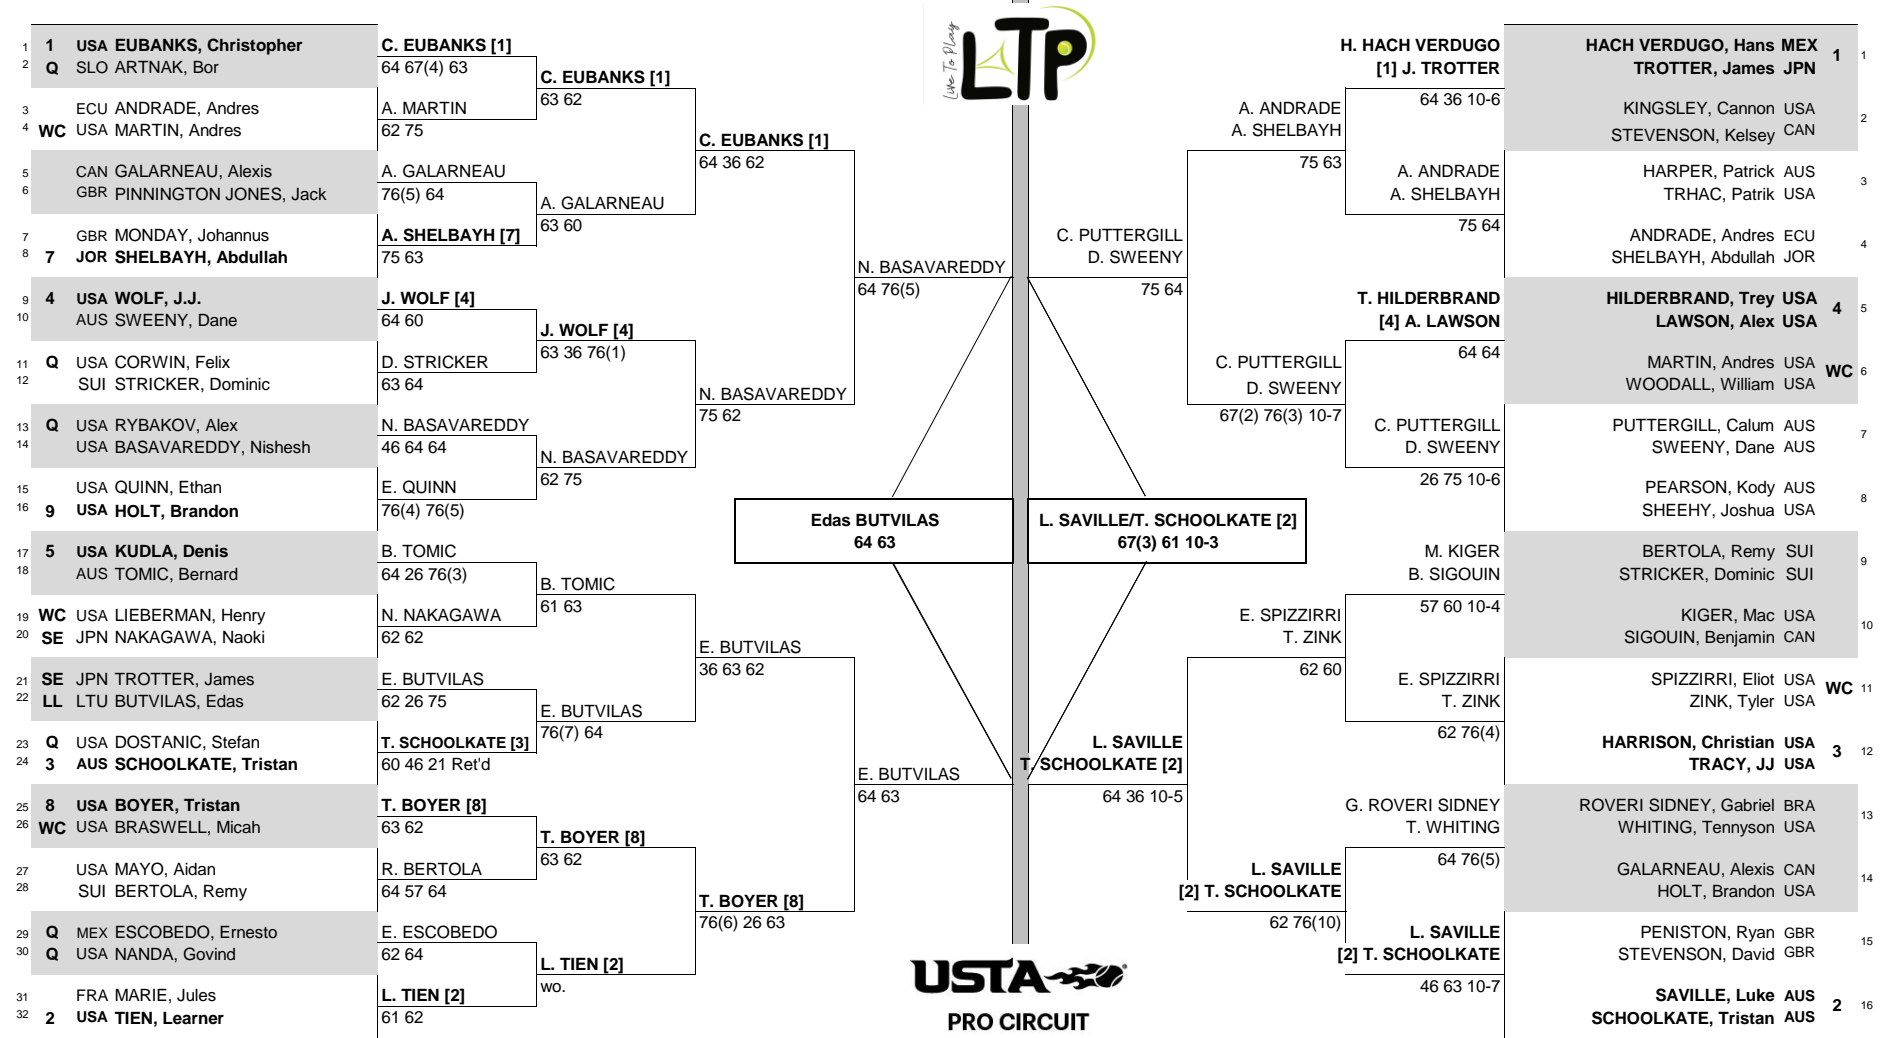 Live To Play
LTP
1 1 USA EUBANKS, Christopher
2 Q SLO ARTNAK, Bor
3 ECU ANDRADE, Andres
4 WC USA MARTIN, Andres
5 CAN GALARNEAU, Alexis
6 GBR PINNINGTON JONES, Jack
7 GBR MONDAY, Johannus
8 7 JOR SHELBAYH, Abdullah
9 4 USA WOLF, J.J.
10 AUS SWEENY, Dane
11 Q USA CORWIN, Felix
12 SUI STRICKER, Dominic
13 Q USA RYBAKOV, Alex
14 USA BASAVAREDDY, Nishesh
15 USA QUINN, Ethan
16 9 USA HOLT, Brandon
17 5 USA KUDLA, Denis
18 AUS TOMIC, Bernard
19 WC USA LIEBERMAN, Henry
20 SE JPN NAKAGAWA, Naoki
21 SE JPN TROTTER, James
22 LL LTU BUTVILAS, Edas
23 Q USA DOSTANIC, Stefan
24 3 AUS SCHOOLKATE, Tristan
25 8 USA BOYER, Tristan
26 WC USA BRASWELL, Micah
27 USA MAYO, Aidan
28 SUI BERTOLA, Remy
29 Q MEX ESCOBEDO, Ernesto
30 Q USA NANDA, Govind
31 FRA MARIE, Jules
32 2 USA TIEN, Learner
C. EUBANKS [1]
64 67(4) 63
A. MARTIN
62 75
A. GALARNEAU
76(5) 64
A. SHELBAYH [7]
75 63
J. WOLF [4]
64 60
D. STRICKER
63 64
N. BASAVAREDDY
46 64 64
E. QUINN
76(4) 76(5)
B. TOMIC
64 26 76(3)
N. NAKAGAWA
62 62
E. BUTVILAS
62 26 75
T. SCHOOLKATE [3]
60 46 21 Ret'd
T. BOYER [8]
63 62
R. BERTOLA
64 57 64
E. ESCOBEDO
62 64
L. TIEN [2]
61 62
C. EUBANKS [1]
63 62
A. GALARNEAU
63 60
J. WOLF [4]
63 36 76(1)
N. BASAVAREDDY
62 75
B. TOMIC
61 63
E. BUTVILAS
76(7) 64
T. BOYER [8]
63 62
L. TIEN [2]
wo.
C. EUBANKS [1]
64 36 62
N. BASAVAREDDY
75 62
E. BUTVILAS
36 63 62
T. BOYER [8]
76(6) 26 63
N. BASAVAREDDY
64 76(5)
E. BUTVILAS
64 63
Edas BUTVILAS
64 63
L. SAVILLE/T. SCHOOLKATE [2]
67(3) 61 10-3
C. PUTTERGILL
D. SWEENY
75 64
L. SAVILLE
T. SCHOOLKATE [2]
64 36 10-5
A. ANDRADE
A. SHELBAYH
75 63
C. PUTTERGILL
D. SWEENY
67(2) 76(3) 10-7
E. SPIZZIRRI
T. ZINK
62 60
L. SAVILLE
[2] T. SCHOOLKATE
62 76(10)
H. HACH VERDUGO
[1] J. TROTTER
64 36 10-6
A. ANDRADE
A. SHELBAYH
75 64
T. HILDERBRAND
[4] A. LAWSON
64 64
C. PUTTERGILL
D. SWEENY
26 75 10-6
M. KIGER
B. SIGOUIN
57 60 10-4
E. SPIZZIRRI
T. ZINK
62 76(4)
G. ROVERI SIDNEY
T. WHITING
64 76(5)
L. SAVILLE
[2] T. SCHOOLKATE
46 63 10-7
HACH VERDUGO, Hans MEX 1 1
TROTTER, James JPN
KINGSLEY, Cannon USA 2
STEVENSON, Kelsey CAN
HARPER, Patrick AUS 3
TRHAC, Patrik USA
ANDRADE, Andres ECU 4
SHELBAYH, Abdullah JOR
HILDERBRAND, Trey USA 4 5
LAWSON, Alex USA
MARTIN, Andres USA WC 6
WOODALL, William USA
PUTTERGILL, Calum AUS 7
SWEENY, Dane AUS
PEARSON, Kody AUS 8
SHEEHY, Joshua USA
BERTOLA, Remy SUI 9
STRICKER, Dominic SUI
KIGER, Mac USA 10
SIGOUIN, Benjamin CAN
SPIZZIRRI, Eliot USA WC 11
ZINK, Tyler USA
HARRISON, Christian USA 3 12
TRACY, JJ USA
ROVERI SIDNEY, Gabriel BRA 13
WHITING, Tennyson USA
GALARNEAU, Alexis CAN 14
HOLT, Brandon USA
PENISTON, Ryan GBR 15
STEVENSON, David GBR
SAVILLE, Luke AUS 2 16
SCHOOLKATE, Tristan AUS
USTA
PRO CIRCUIT